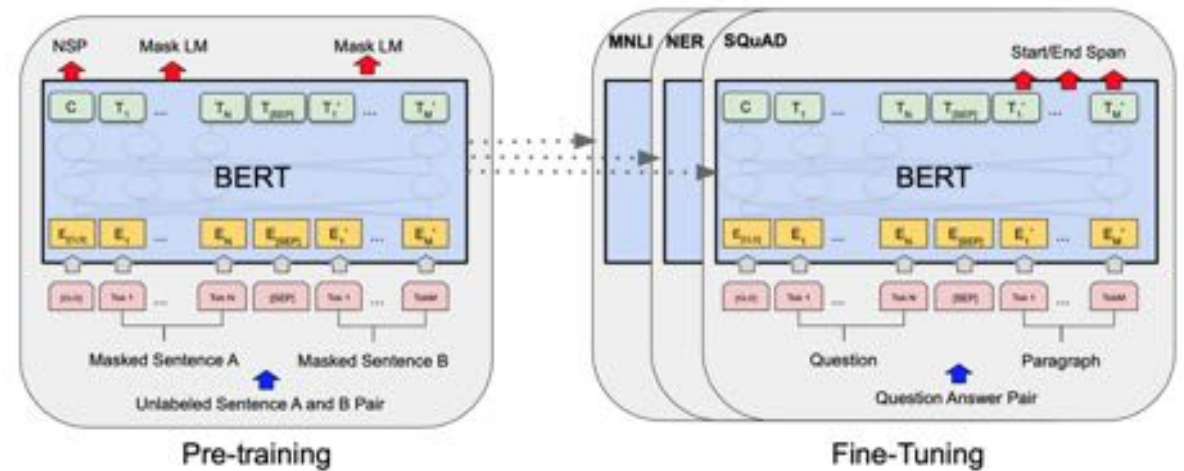 NSP Mask LM Mask LM
C T1 ... TN T[SEP] T1' ... TM'
BERT
E[CLS] E1 ... EN E[SEP] E1' ... EM'
[CLS] Tok 1 ... Tok N [SEP] Tok 1 ... TokM
Masked Sentence A Masked Sentence B
Unlabeled Sentence A and B Pair
Pre-training
MNLI NER SQuAD
Start/End Span
C T1 ... TN T[SEP] T1' ... TM'
BERT
E[CLS] E1 ... EN E[SEP] E1' ... EM'
[CLS] Tok 1 ... Tok N [SEP] Tok 1 ... TokM
Question Paragraph
Question Answer Pair
Fine-Tuning